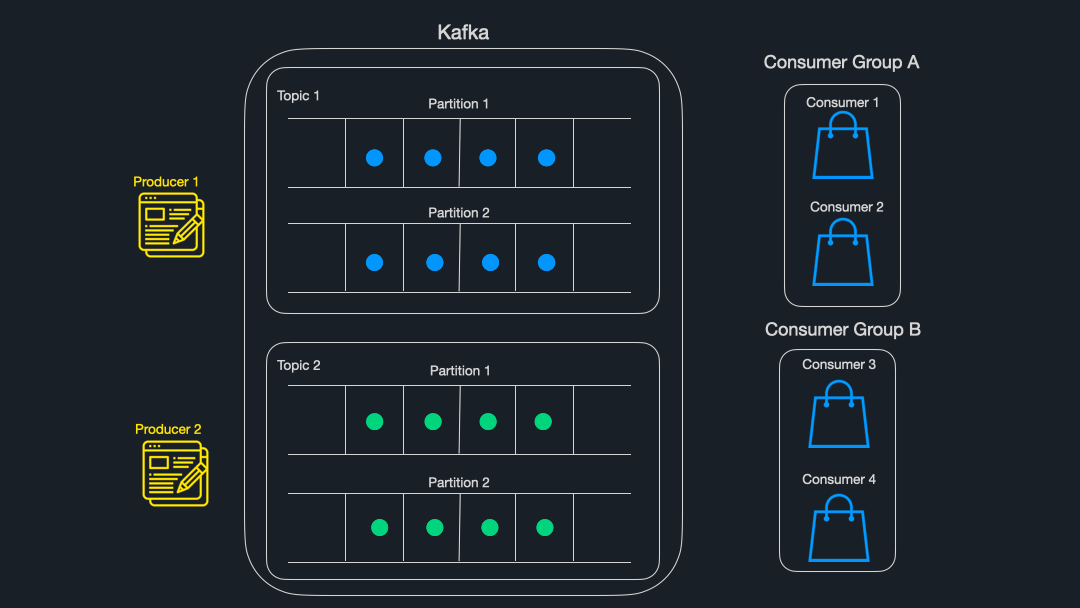 Kafka
Consumer Group A
Topic 1
Partition 1
Consumer 1
Producer 1
Partition 2
Consumer 2
Consumer Group B
Topic 2
Partition 1
Consumer 3
Producer 2
Partition 2
Consumer 4